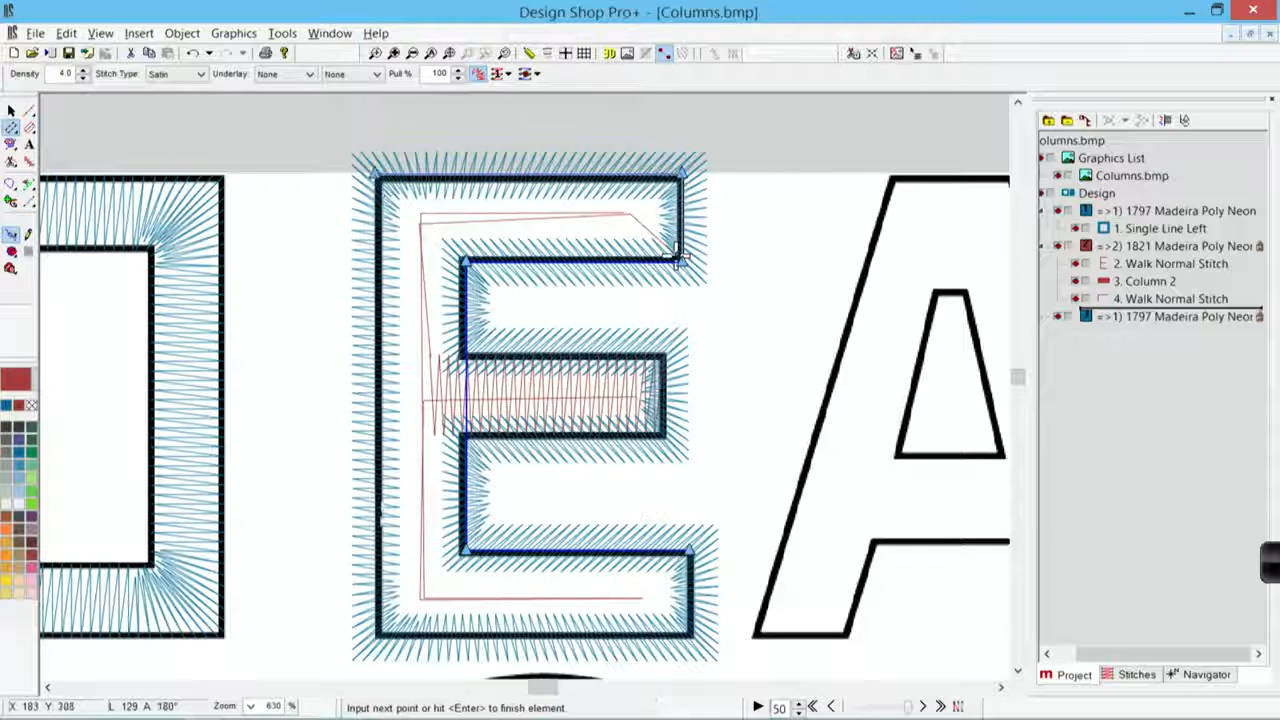 Design Shop Pro+ - [Columns.bmp]
File Edit View Insert Object Graphics Tools Window Help
3D
Density 4.0 Stitch Type: Satin Underlay: None None Pull % 100
A
olumns.bmp
Graphics List
Columns.bmp
Design
=>1) 1797 Madeira Poly Neon
1. Single Line Left
=>2) 1821 Madeira Poly Neon
2. Walk Normal Stitch
3. Column 2
4. Walk Normal Stitch
=>1) 1797 Madeira Poly Neon
E A
m Project Stitches Navigator
X 183 Y 308 L 129 A 180° Zoom 630 % Input next point or hit <Enter> to finish element. 50